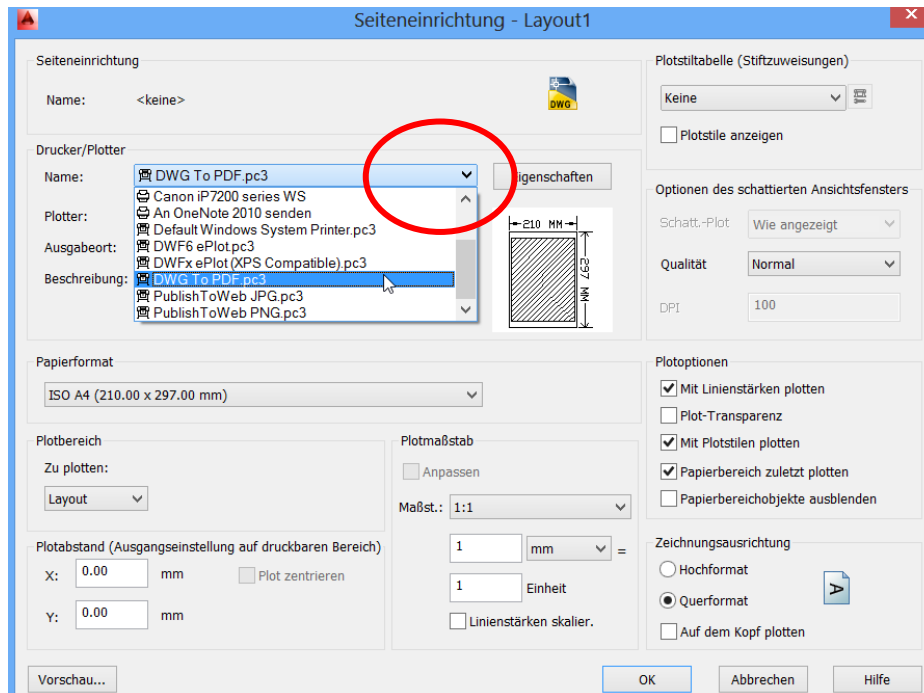 Seiteneinrichtung - Layout1
Seiteneinrichtung
Name: <keine>
DWG
Plotstiltabelle (Stiftzuweisungen)
Keine
Plotstile anzeigen
Drucker/Plotter
Name: DWG To PDF.pc3
igenschaften
Canon iP7200 series WS
An OneNote 2010 senden
Default Windows System Printer.pc3
DWF6 ePlot.pc3
DWFx ePlot (XPS Compatible).pc3
DWG To PDF.pc3
PublishToWeb JPG.pc3
PublishToWeb PNG.pc3
Plotter:
Ausgabeort:
Beschreibung:
210 MM
297 MM
Optionen des schattierten Ansichtsfensters
Schatt.-Plot Wie angezeigt
Qualität Normal
DPI 100
Papierformat
ISO A4 (210.00 x 297.00 mm)
Plotoptionen
Mit Linienstärken plotten
Plot-Transparenz
Mit Plotstilen plotten
Papierbereich zuletzt plotten
Papierbereichobjekte ausblenden
Plotbereich
Zu plotten:
Layout
Plotmaßstab
Anpassen
Maßst.: 1:1
1 mm =
1 Einheit
Linienstärken skalier.
Plotabstand (Ausgangseinstellung auf druckbaren Bereich)
X: 0.00 mm Plot zentrieren
Y: 0.00 mm
Zeichnungsausrichtung
Hochformat
Querformat
Auf dem Kopf plotten
A
Vorschau... OK Abbrechen Hilfe